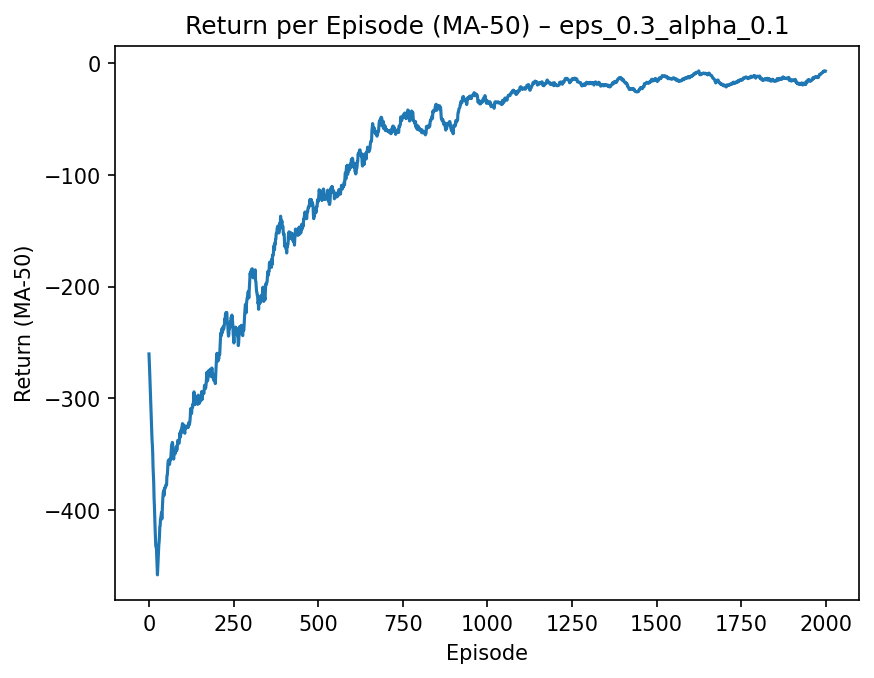 Return per Episode (MA-50) – eps_0.3_alpha_0.1
0
−100
−200
−300
−400
Return (MA-50)
0 250 500 750 1000 1250 1500 1750 2000
Episode